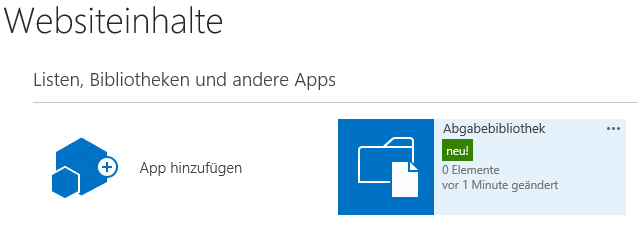 Websiteinhalte
Listen, Bibliotheken und andere Apps
App hinzufügen
Abgabebibliothek
neu!
0 Elemente
vor 1 Minute geändert